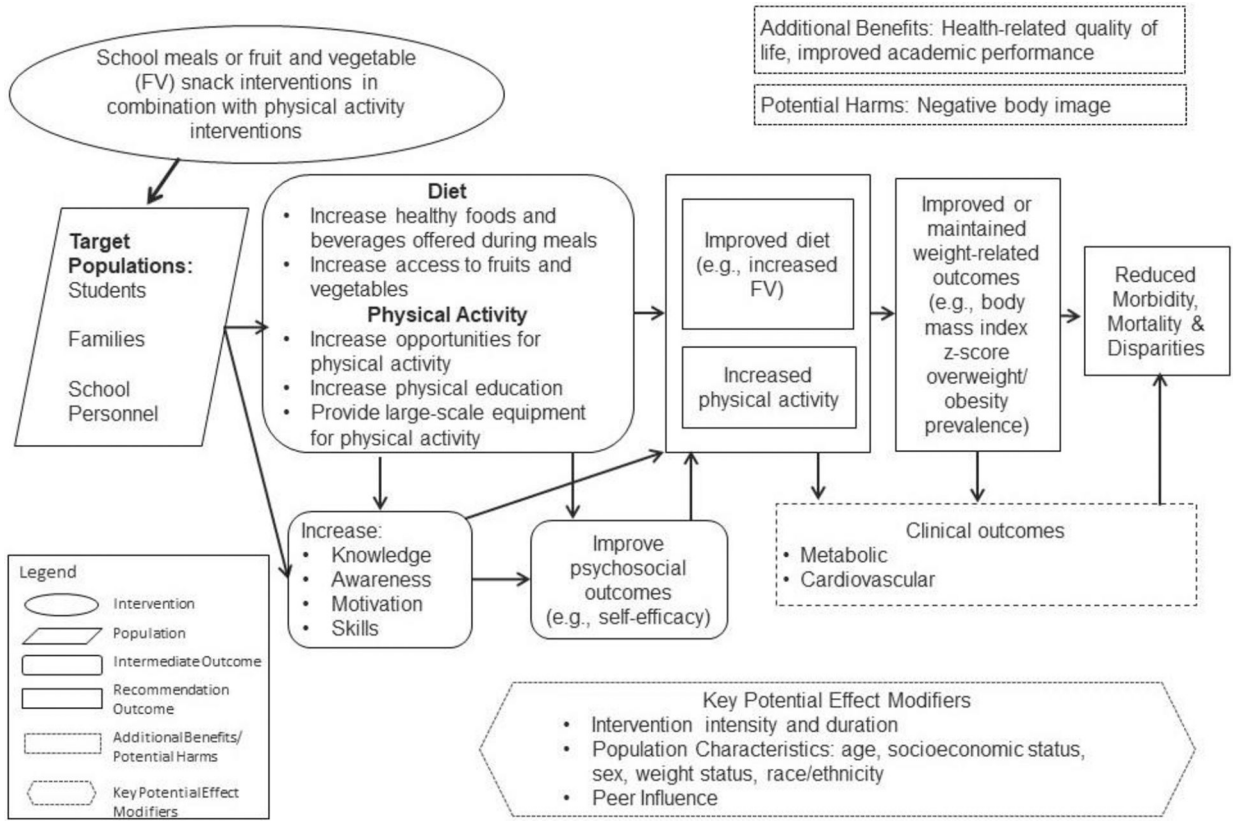 School meals or fruit and vegetable
(FV) snack interventions in
combination with physical activity
interventions
Additional Benefits: Health-related quality of
life, improved academic performance
Potential Harms: Negative body image
Target
Populations:
Students
Families
School
Personnel
Diet
• Increase healthy foods and
beverages offered during meals
• Increase access to fruits and
vegetables
Physical Activity
• Increase opportunities for
physical activity
• Increase physical education
• Provide large-scale equipment
for physical activity
Improved diet
(e.g., increased
FV)
Increased
physical activity
Improved or
maintained
weight-related
outcomes
(e.g., body
mass index
z-score
overweight/
obesity
prevalence)
Reduced
Morbidity,
Mortality &
Disparities
Increase:
• Knowledge
• Awareness
• Motivation
• Skills
Improve
psychosocial
outcomes
(e.g., self-efficacy)
Clinical outcomes
• Metabolic
• Cardiovascular
Legend
Intervention
Population
Intermediate Outcome
Recommendation
Outcome
Additional Benefits/
Potential Harms
Key Potential Effect
Modifiers
Key Potential Effect Modifiers
• Intervention intensity and duration
• Population Characteristics: age, socioeconomic status,
sex, weight status, race/ethnicity
• Peer Influence